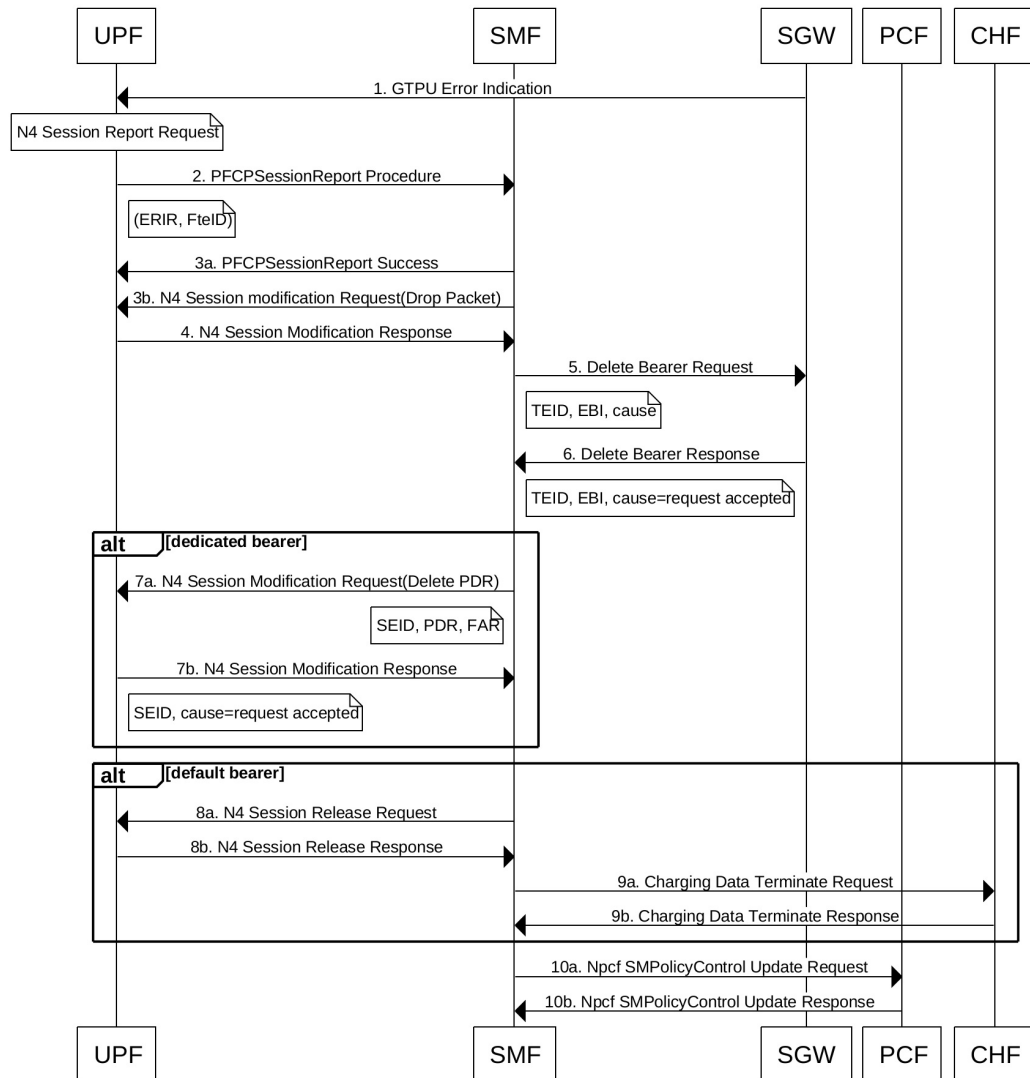 UPF SMF SGW PCF CHF
1. GTPU Error Indication
N4 Session Report Request
2. PFCPSessionReport Procedure
(ERIR, FteID)
3a. PFCPSessionReport Success
3b. N4 Session modification Request(Drop Packet)
4. N4 Session Modification Response
5. Delete Bearer Request
TEID, EBI, cause
6. Delete Bearer Response
TEID, EBI, cause=request accepted
alt [dedicated bearer]
7a. N4 Session Modification Request(Delete PDR)
SEID, PDR, FAR
7b. N4 Session Modification Response
SEID, cause=request accepted
alt [default bearer]
8a. N4 Session Release Request
8b. N4 Session Release Response
9a. Charging Data Terminate Request
9b. Charging Data Terminate Response
10a. Npcf SMPolicyControl Update Request
10b. Npcf SMPolicyControl Update Response
UPF SMF SGW PCF CHF